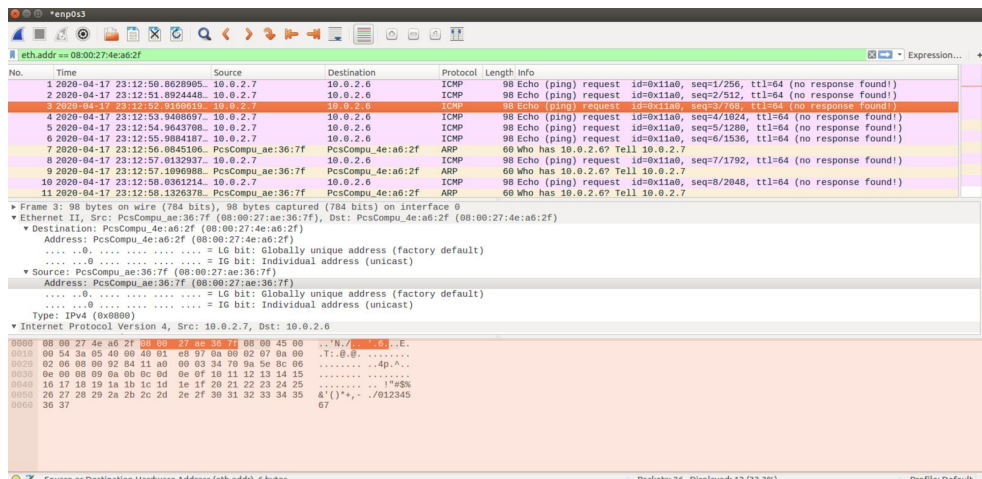 *enp0s3
eth.addr == 08:00:27:4e:a6:2f Expression... +
No. Time Source Destination Protocol Length Info
1 2020-04-17 23:12:50.8628905… 10.0.2.7 10.0.2.6 ICMP 98 Echo (ping) request id=0x11a0, seq=1/256, ttl=64 (no response found!)
2 2020-04-17 23:12:51.8924448… 10.0.2.7 10.0.2.6 ICMP 98 Echo (ping) request id=0x11a0, seq=2/512, ttl=64 (no response found!)
3 2020-04-17 23:12:52.9160619… 10.0.2.7 10.0.2.6 ICMP 98 Echo (ping) request id=0x11a0, seq=3/768, ttl=64 (no response found!)
4 2020-04-17 23:12:53.9408697… 10.0.2.7 10.0.2.6 ICMP 98 Echo (ping) request id=0x11a0, seq=4/1024, ttl=64 (no response found!)
5 2020-04-17 23:12:54.9643708… 10.0.2.7 10.0.2.6 ICMP 98 Echo (ping) request id=0x11a0, seq=5/1280, ttl=64 (no response found!)
6 2020-04-17 23:12:55.9884187… 10.0.2.7 10.0.2.6 ICMP 98 Echo (ping) request id=0x11a0, seq=6/1536, ttl=64 (no response found!)
7 2020-04-17 23:12:56.0845106… PcsCompu_ae:36:7f PcsCompu_4e:a6:2f ARP 60 Who has 10.0.2.6? Tell 10.0.2.7
8 2020-04-17 23:12:57.0132937… 10.0.2.7 10.0.2.6 ICMP 98 Echo (ping) request id=0x11a0, seq=7/1792, ttl=64 (no response found!)
9 2020-04-17 23:12:57.1096988… PcsCompu_ae:36:7f PcsCompu_4e:a6:2f ARP 60 Who has 10.0.2.6? Tell 10.0.2.7
10 2020-04-17 23:12:58.0361214… 10.0.2.7 10.0.2.6 ICMP 98 Echo (ping) request id=0x11a0, seq=8/2048, ttl=64 (no response found!)
11 2020-04-17 23:12:58.1326378… PcsCompu_ae:36:7f PcsCompu_4e:a6:2f ARP 60 Who has 10.0.2.6? Tell 10.0.2.7
Frame 3: 98 bytes on wire (784 bits), 98 bytes captured (784 bits) on interface 0
Ethernet II, Src: PcsCompu_ae:36:7f (08:00:27:ae:36:7f), Dst: PcsCompu_4e:a6:2f (08:00:27:4e:a6:2f)
Destination: PcsCompu_4e:a6:2f (08:00:27:4e:a6:2f)
Address: PcsCompu_4e:a6:2f (08:00:27:4e:a6:2f)
.... ..0. .... .... .... .... = LG bit: Globally unique address (factory default)
.... ...0 .... .... .... .... = IG bit: Individual address (unicast)
Source: PcsCompu_ae:36:7f (08:00:27:ae:36:7f)
Address: PcsCompu_ae:36:7f (08:00:27:ae:36:7f)
.... ..0. .... .... .... .... = LG bit: Globally unique address (factory default)
.... ...0 .... .... .... .... = IG bit: Individual address (unicast)
Type: IPv4 (0x0800)
Internet Protocol Version 4, Src: 10.0.2.7, Dst: 10.0.2.6
0000 08 00 27 4e a6 2f 08 00 27 ae 36 7f 08 00 45 00 ..'N./.. '.6...E.
0010 00 54 3a 05 40 00 40 01 e8 97 0a 00 02 07 0a 00 .T:.@.@. ........
0020 02 06 08 00 92 84 11 a0 00 03 34 70 9a 5e 8c 06 ........ ..4p.^..
0030 0e 00 08 09 0a 0b 0c 0d 0e 0f 10 11 12 13 14 15 ........ ........
0040 16 17 18 19 1a 1b 1c 1d 1e 1f 20 21 22 23 24 25 ........ .. !"#$%
0050 26 27 28 29 2a 2b 2c 2d 2e 2f 30 31 32 33 34 35 &'()*+,- ./012345
0060 36 37 67
Source or Destination Hardware Address (eth.addr), 6 bytes Packets: 36 · Displayed: 12 (33.3%) Profile: Default